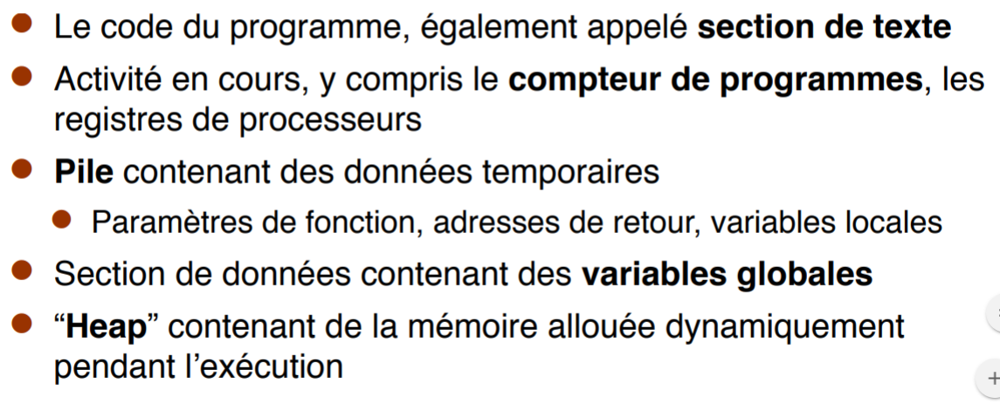 Le code du programme, également appelé section de texte
Activité en cours, y compris le compteur de programmes, les
registres de processeurs
Pile contenant des données temporaires
Paramètres de fonction, adresses de retour, variables locales
Section de données contenant des variables globales
“Heap” contenant de la mémoire allouée dynamiquement
pendant l’exécution